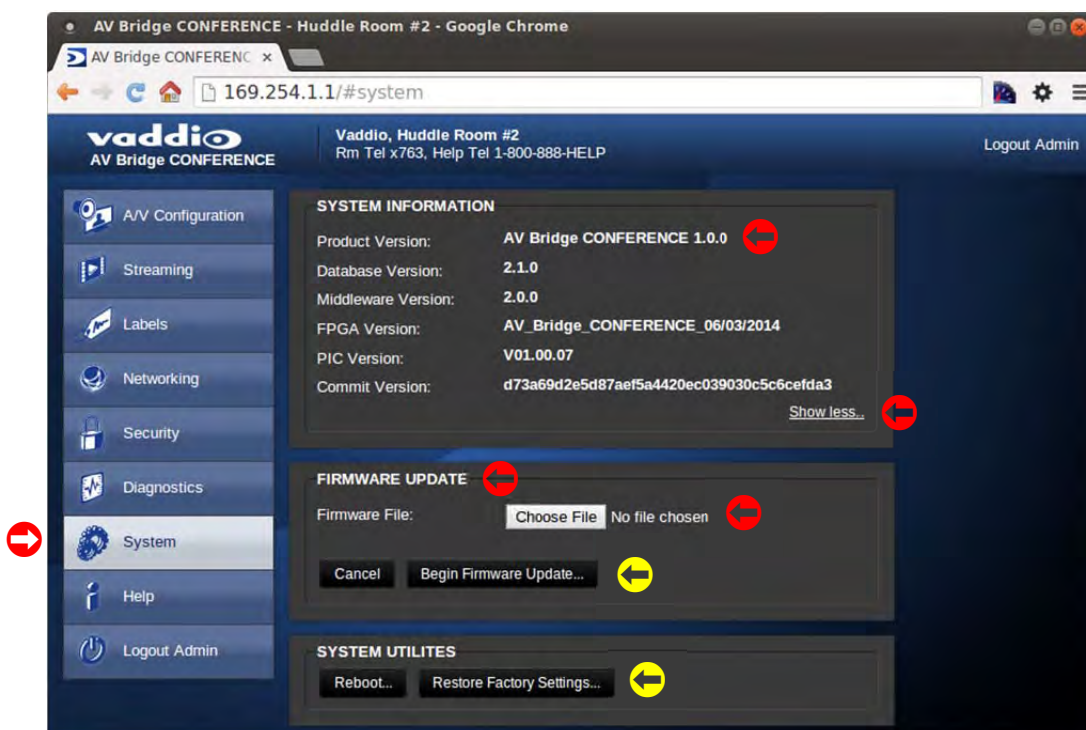 AV Bridge CONFERENCE - Huddle Room #2 - Google Chrome
AV Bridge CONFERENC
169.254.1.1/#system
vaddio
AV Bridge CONFERENCE
Vaddio, Huddle Room #2
Rm Tel x763, Help Tel 1-800-888-HELP
Logout Admin
A/V Configuration
Streaming
Labels
Networking
Security
Diagnostics
System
Help
Logout Admin
SYSTEM INFORMATION
Product Version: AV Bridge CONFERENCE 1.0.0
Database Version: 2.1.0
Middleware Version: 2.0.0
FPGA Version: AV_Bridge_CONFERENCE_06/03/2014
PIC Version: V01.00.07
Commit Version: d73a69d2e5d87aef5a4420ec039030c5c6cefda3
Show less..
FIRMWARE UPDATE
Firmware File: Choose File No file chosen
Cancel Begin Firmware Update...
SYSTEM UTILITES
Reboot... Restore Factory Settings...